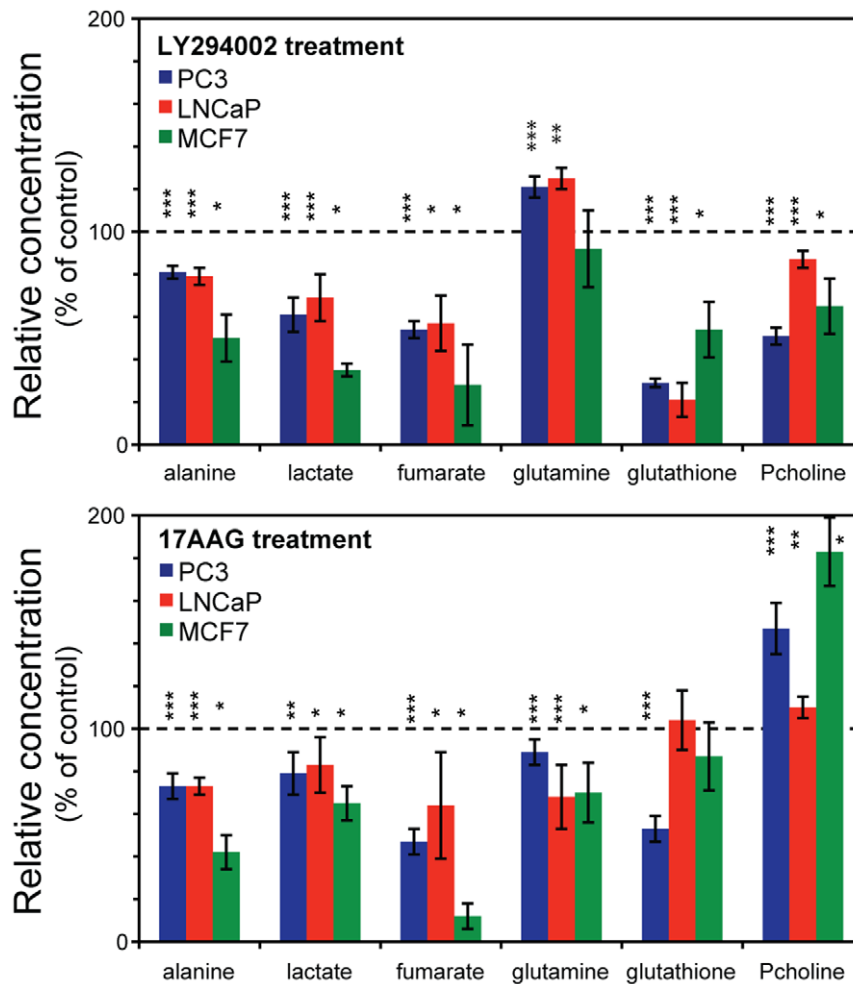 200
LY294002 treatment
PC3
LNCaP
MCF7
*** *** * *** *** * *** * * *** ** *** *** * *** *** *
100
0
Relative concentration
(% of control)
alanine lactate fumarate glutamine glutathione Pcholine
200
17AAG treatment
PC3
LNCaP
MCF7
*** *** * ** * * *** * * *** *** * *** *** ** *
100
0
Relative concentration
(% of control)
alanine lactate fumarate glutamine glutathione Pcholine